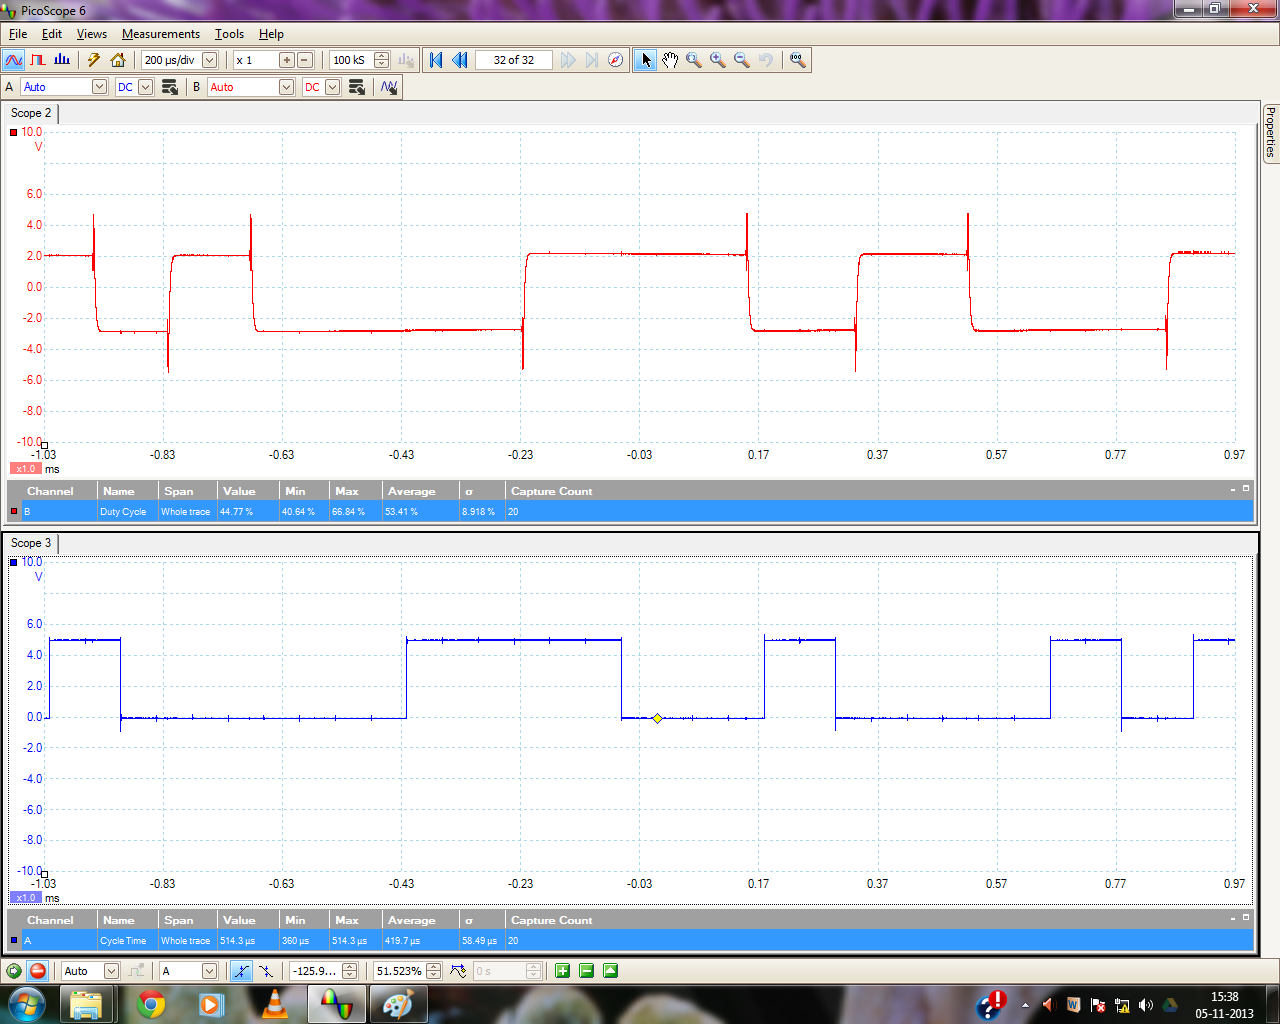 PicoScope 6
File Edit Views Measurements Tools Help
200 µs/div x 1 100 kS 32 of 32
A Auto DC B Auto DC
Scope 2
Properties
10.0
V
6.0
4.0
2.0
0.0
-2.0
-4.0
-6.0
-8.0
-10.0
-1.03 -0.83 -0.63 -0.43 -0.23 -0.03 0.17 0.37 0.57 0.77 0.97
x1.0 ms
Channel Name Span Value Min Max Average σ Capture Count
B Duty Cycle Whole trace 44.77 % 40.64 % 66.84 % 53.41 % 8.918 % 20
Scope 3
10.0
V
6.0
4.0
2.0
0.0
-2.0
-4.0
-6.0
-8.0
-10.0
-1.03 -0.83 -0.63 -0.43 -0.23 -0.03 0.17 0.37 0.57 0.77 0.97
x1.0 ms
Channel Name Span Value Min Max Average σ Capture Count
A Cycle Time Whole trace 514.3 µs 360 µs 514.3 µs 419.7 µs 58.49 µs 20
Auto A -125.9... 51.523% 0 s
15:38
05-11-2013